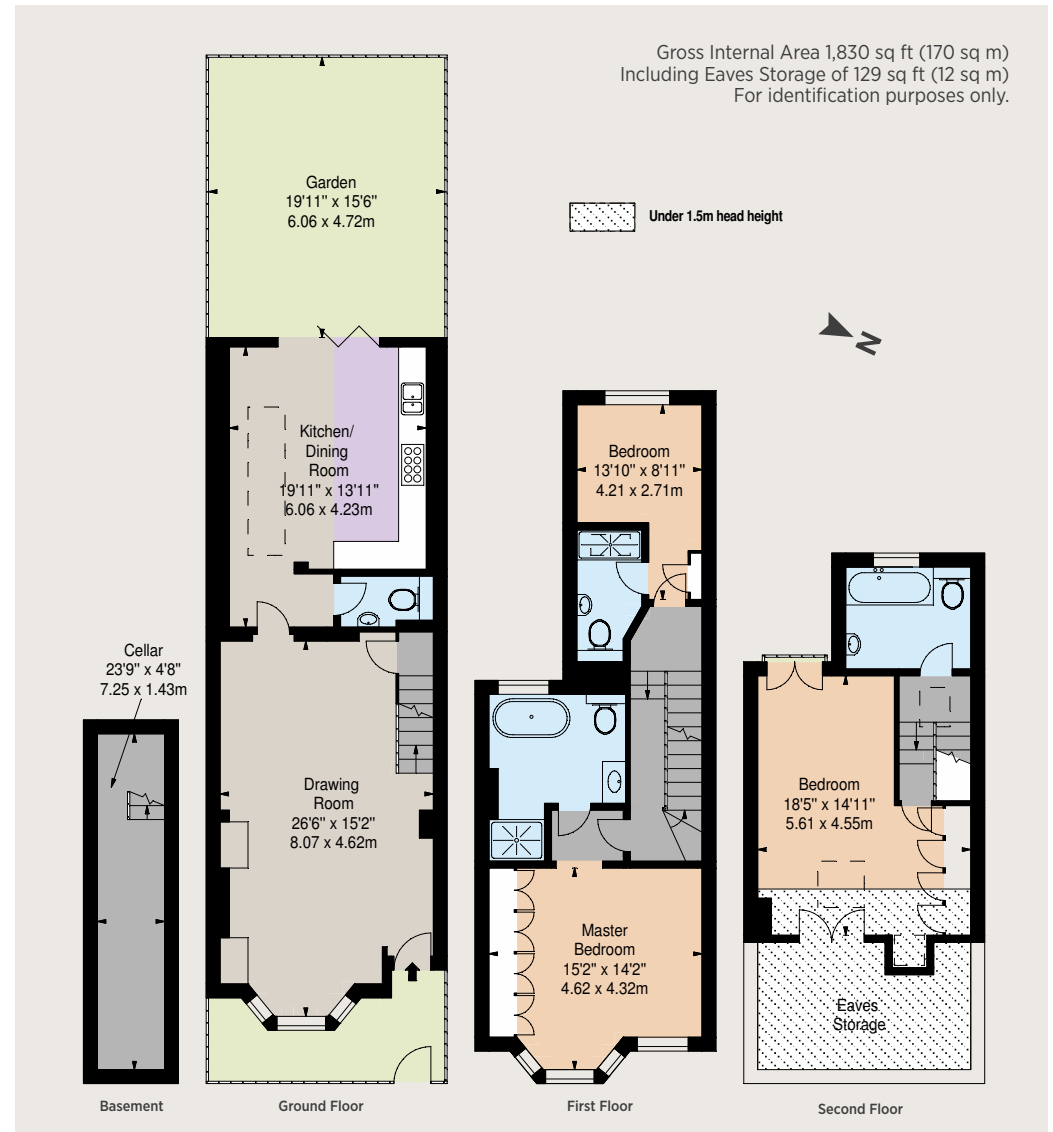 Gross Internal Area 1,830 sq ft (170 sq m)
Including Eaves Storage of 129 sq ft (12 sq m)
For identification purposes only.
Under 1.5m head height
N
Garden
19'11" x 15'6"
6.06 x 4.72m
Kitchen/
Dining
Room
19'11" x 13'11"
6.06 x 4.23m
Cellar
23'9" x 4'8"
7.25 x 1.43m
Drawing
Room
26'6" x 15'2"
8.07 x 4.62m
Bedroom
13'10" x 8'11"
4.21 x 2.71m
Master
Bedroom
15'2" x 14'2"
4.62 x 4.32m
Bedroom
18'5" x 14'11"
5.61 x 4.55m
Eaves
Storage
Basement
Ground Floor
First Floor
Second Floor